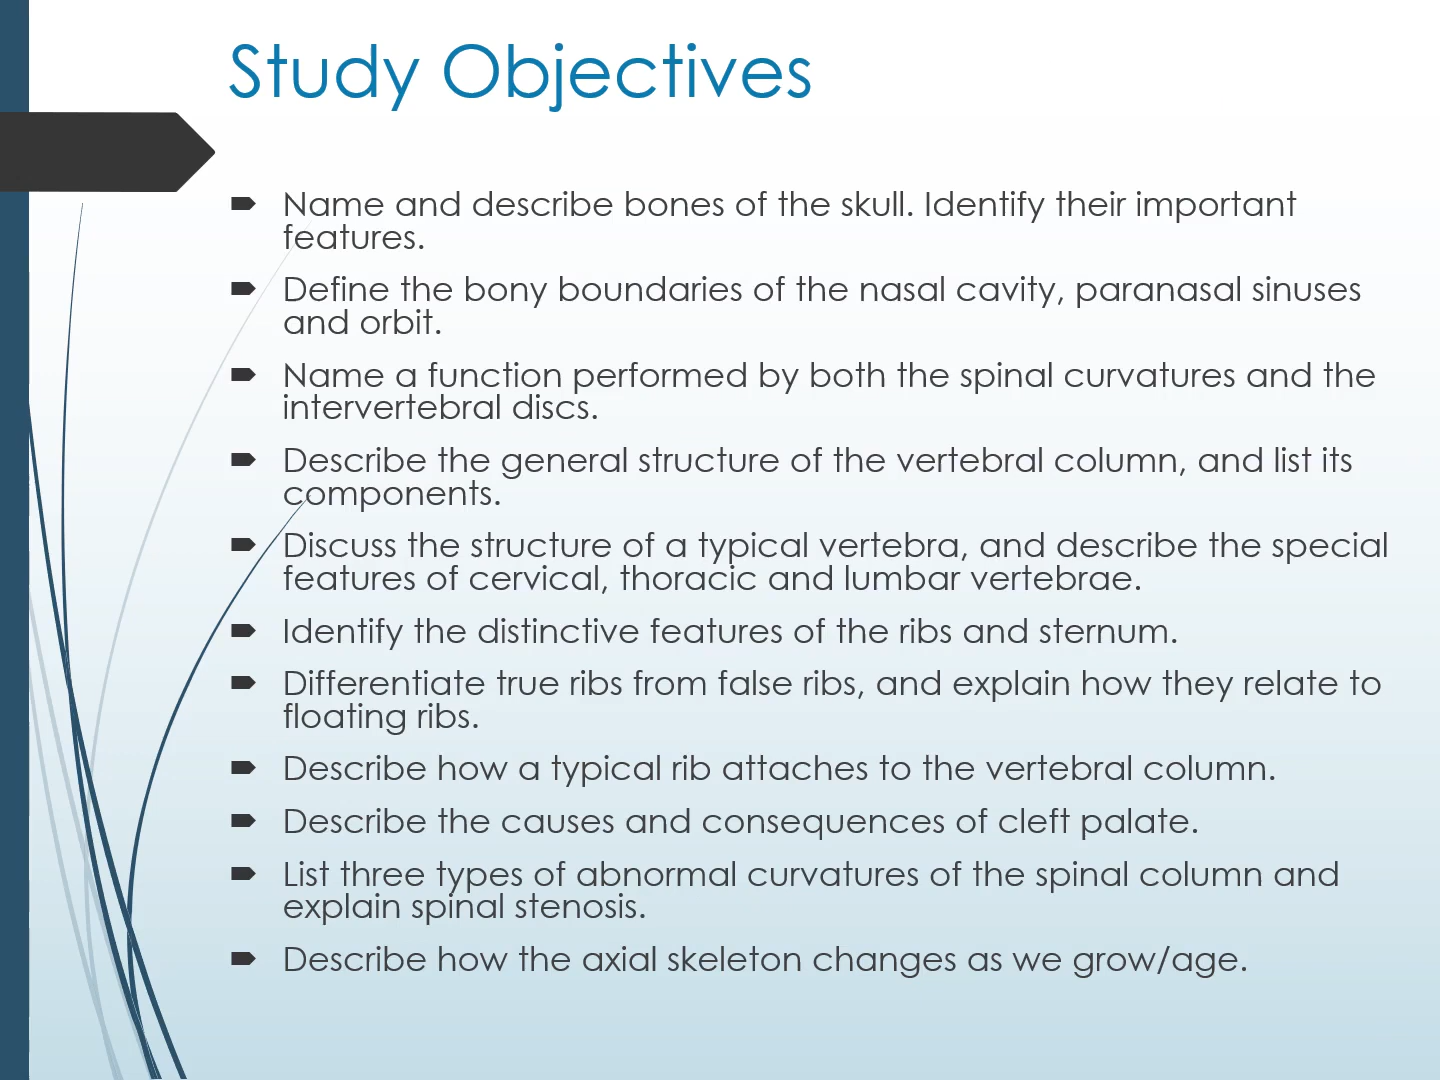 Study Objectives
Name and describe bones of the skull. Identify their important
features.
Define the bony boundaries of the nasal cavity, paranasal sinuses
and orbit.
Name a function performed by both the spinal curvatures and the
intervertebral discs.
Describe the general structure of the vertebral column, and list its
components.
Discuss the structure of a typical vertebra, and describe the special
features of cervical, thoracic and lumbar vertebrae.
Identify the distinctive features of the ribs and sternum.
Differentiate true ribs from false ribs, and explain how they relate to
floating ribs.
Describe how a typical rib attaches to the vertebral column.
Describe the causes and consequences of cleft palate.
List three types of abnormal curvatures of the spinal column and
explain spinal stenosis.
Describe how the axial skeleton changes as we grow/age.